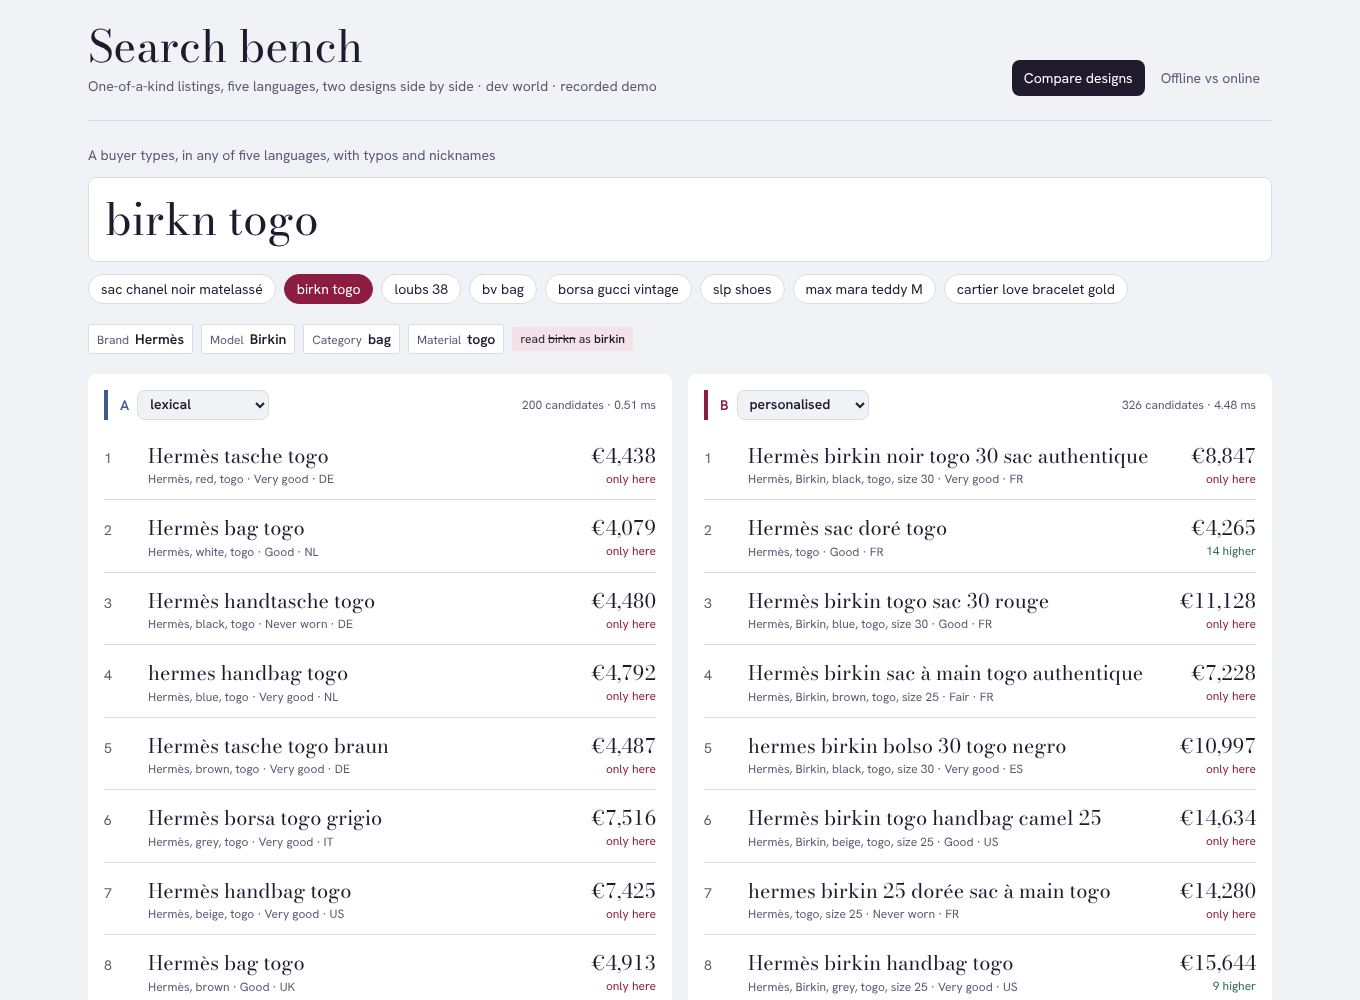 Search bench
One-of-a-kind listings, five languages, two designs side by side · dev world · recorded demo
Compare designs
Offline vs online
A buyer types, in any of five languages, with typos and nicknames
birkn togo
sac chanel noir matelassé
birkn togo
loubs 38
bv bag
borsa gucci vintage
slp shoes
max mara teddy M
cartier love bracelet gold
Brand Hermès
Model Birkin
Category bag
Material togo
read birkn as birkin
A lexical
200 candidates · 0.51 ms
1 Hermès tasche togo €4,438
Hermès, red, togo · Very good · DE only here
2 Hermès bag togo €4,079
Hermès, white, togo · Good · NL only here
3 Hermès handtasche togo €4,480
Hermès, black, togo · Never worn · DE only here
4 hermes handbag togo €4,792
Hermès, blue, togo · Very good · NL only here
5 Hermès tasche togo braun €4,487
Hermès, brown, togo · Very good · DE only here
6 Hermès borsa togo grigio €7,516
Hermès, grey, togo · Very good · IT only here
7 Hermès handbag togo €7,425
Hermès, beige, togo · Very good · US only here
8 Hermès bag togo €4,913
Hermès, brown · Good · UK only here
B personalised
326 candidates · 4.48 ms
1 Hermès birkin noir togo 30 sac authentique €8,847
Hermès, Birkin, black, togo, size 30 · Very good · FR only here
2 Hermès sac doré togo €4,265
Hermès, togo · Good · FR 14 higher
3 Hermès birkin togo sac 30 rouge €11,128
Hermès, Birkin, blue, togo, size 30 · Good · FR only here
4 Hermès birkin sac à main togo authentique €7,228
Hermès, Birkin, brown, togo, size 25 · Fair · FR only here
5 hermes birkin bolso 30 togo negro €10,997
Hermès, Birkin, black, togo, size 30 · Very good · ES only here
6 Hermès birkin togo handbag camel 25 €14,634
Hermès, Birkin, beige, togo, size 25 · Good · US only here
7 hermes birkin 25 dorée sac à main togo €14,280
Hermès, togo, size 25 · Never worn · FR only here
8 Hermès birkin handbag togo €15,644
Hermès, Birkin, grey, togo, size 25 · Very good · US 9 higher